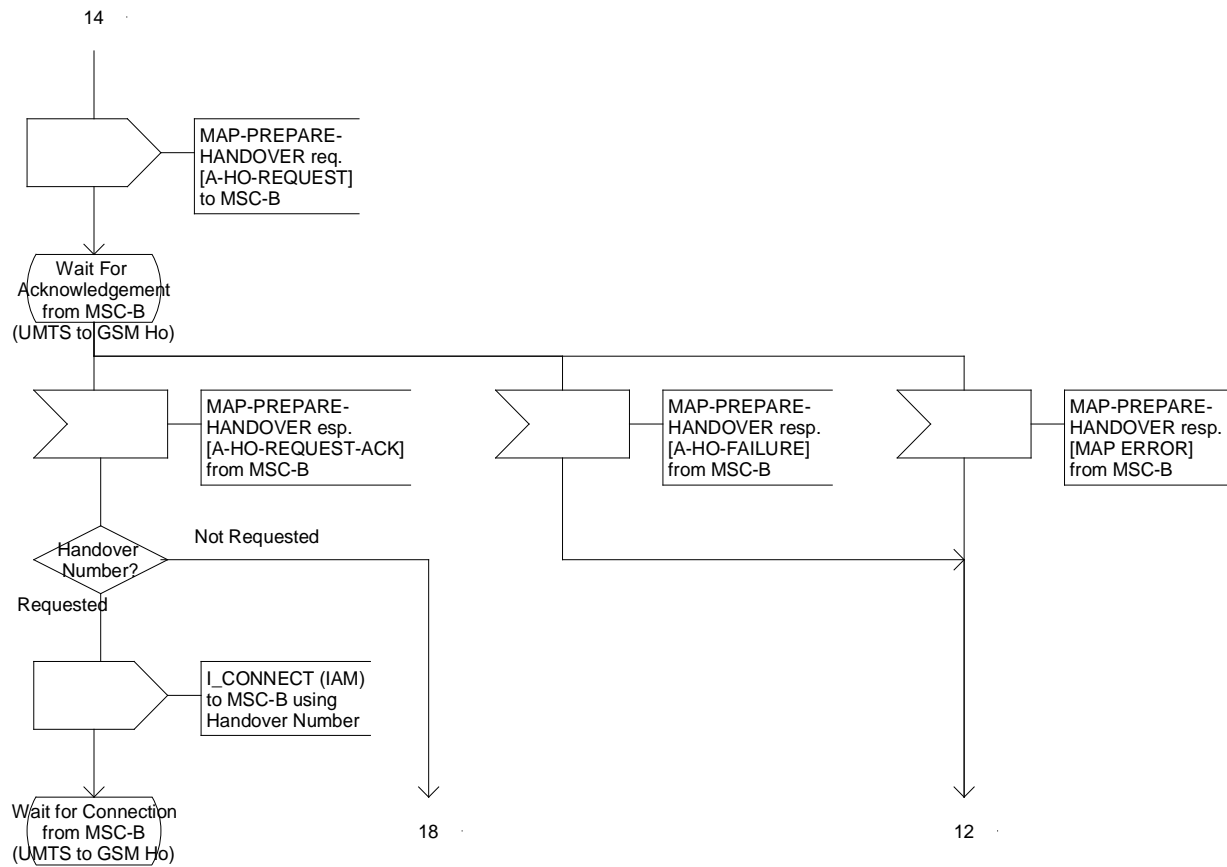 14
MAP-PREPARE-
HANDOVER req.
[A-HO-REQUEST]
to MSC-B
Wait For
Acknowledgement
from MSC-B
(UMTS to GSM Ho)
MAP-PREPARE-
HANDOVER esp.
[A-HO-REQUEST-ACK]
from MSC-B
MAP-PREPARE-
HANDOVER resp.
[A-HO-FAILURE]
from MSC-B
MAP-PREPARE-
HANDOVER resp.
[MAP ERROR]
from MSC-B
Handover
Number?
Not Requested
Requested
I_CONNECT (IAM)
to MSC-B using
Handover Number
Wait for Connection
from MSC-B
(UMTS to GSM Ho)
18
12